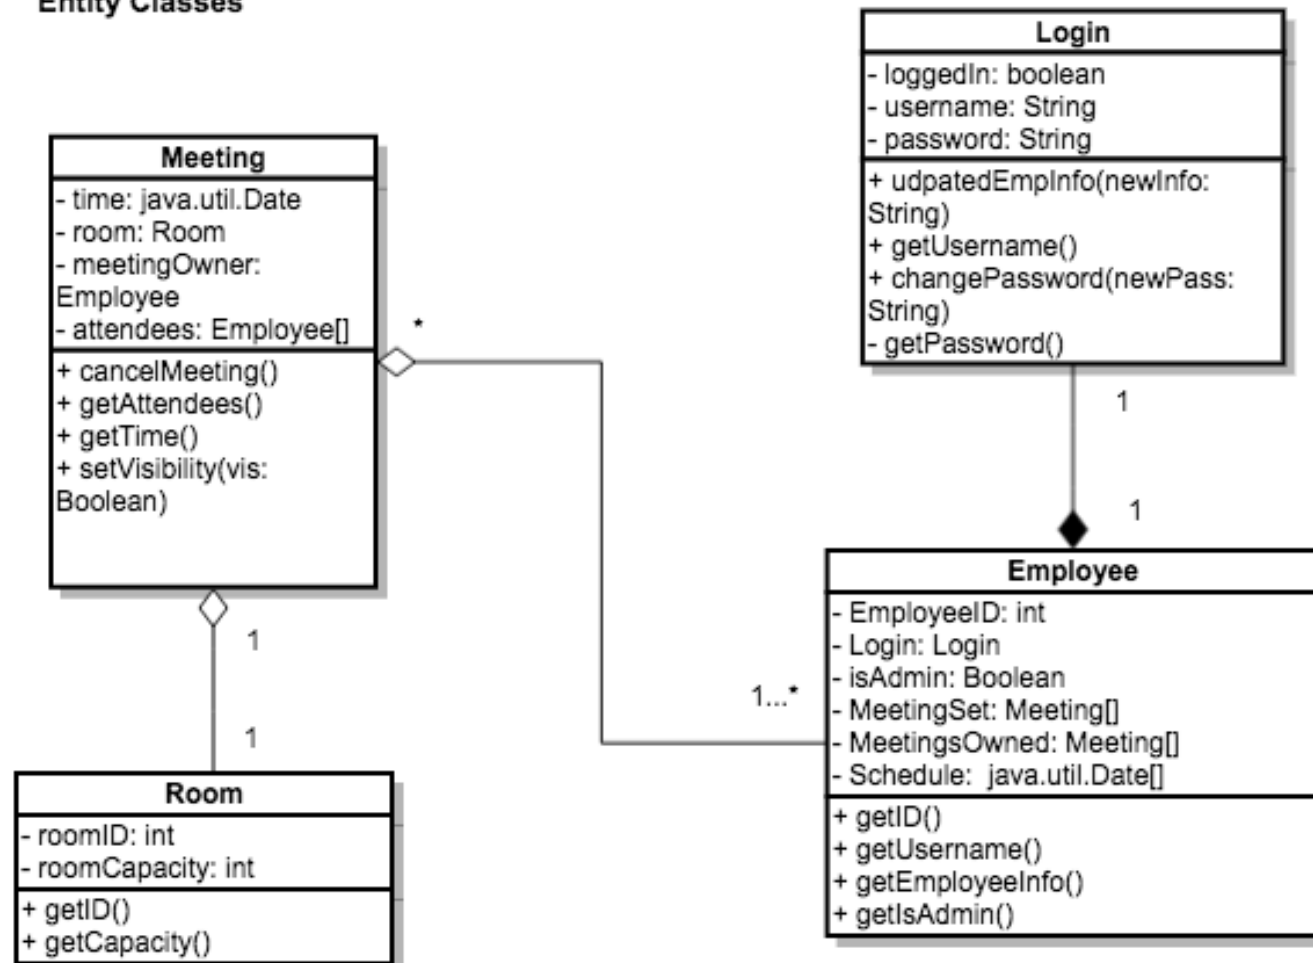 Entity Classes
Login
- loggedIn: boolean
- username: String
- password: String
+ udpatedEmpInfo(newInfo:
String)
+ getUsername()
+ changePassword(newPass:
String)
- getPassword()
Meeting
- time: java.util.Date
- room: Room
- meetingOwner:
Employee
- attendees: Employee[]
+ cancelMeeting()
+ getAttendees()
+ getTime()
+ setVisibility(vis:
Boolean)
*
1...*
1
1
1
1
Employee
- EmployeeID: int
- Login: Login
- isAdmin: Boolean
- MeetingSet: Meeting[]
- MeetingsOwned: Meeting[]
- Schedule:  java.util.Date[]
+ getID()
+ getUsername()
+ getEmployeeInfo()
+ getIsAdmin()
Room
- roomID: int
- roomCapacity: int
+ getID()
+ getCapacity()